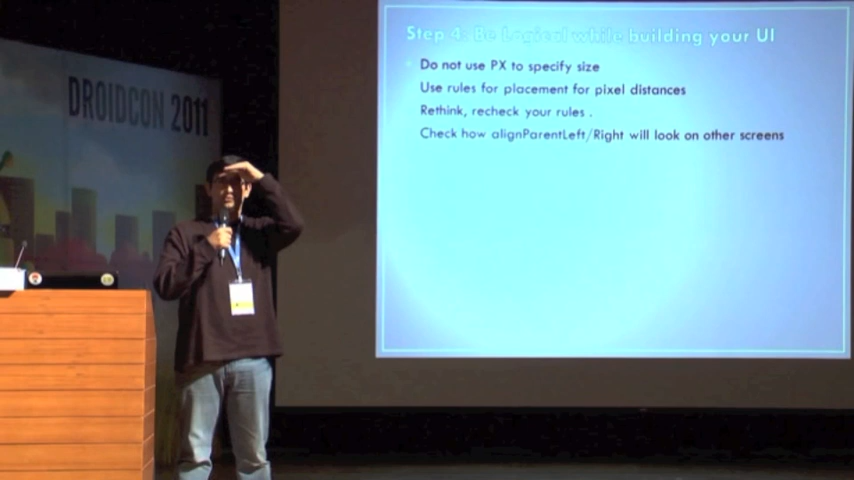 DROIDCON 2011
Step 4: Be Logical while building your UI
Do not use PX to specify size
Use rules for placement for pixel distances
Rethink, recheck your rules .
Check how alignParentLeft/Right will look on other screens